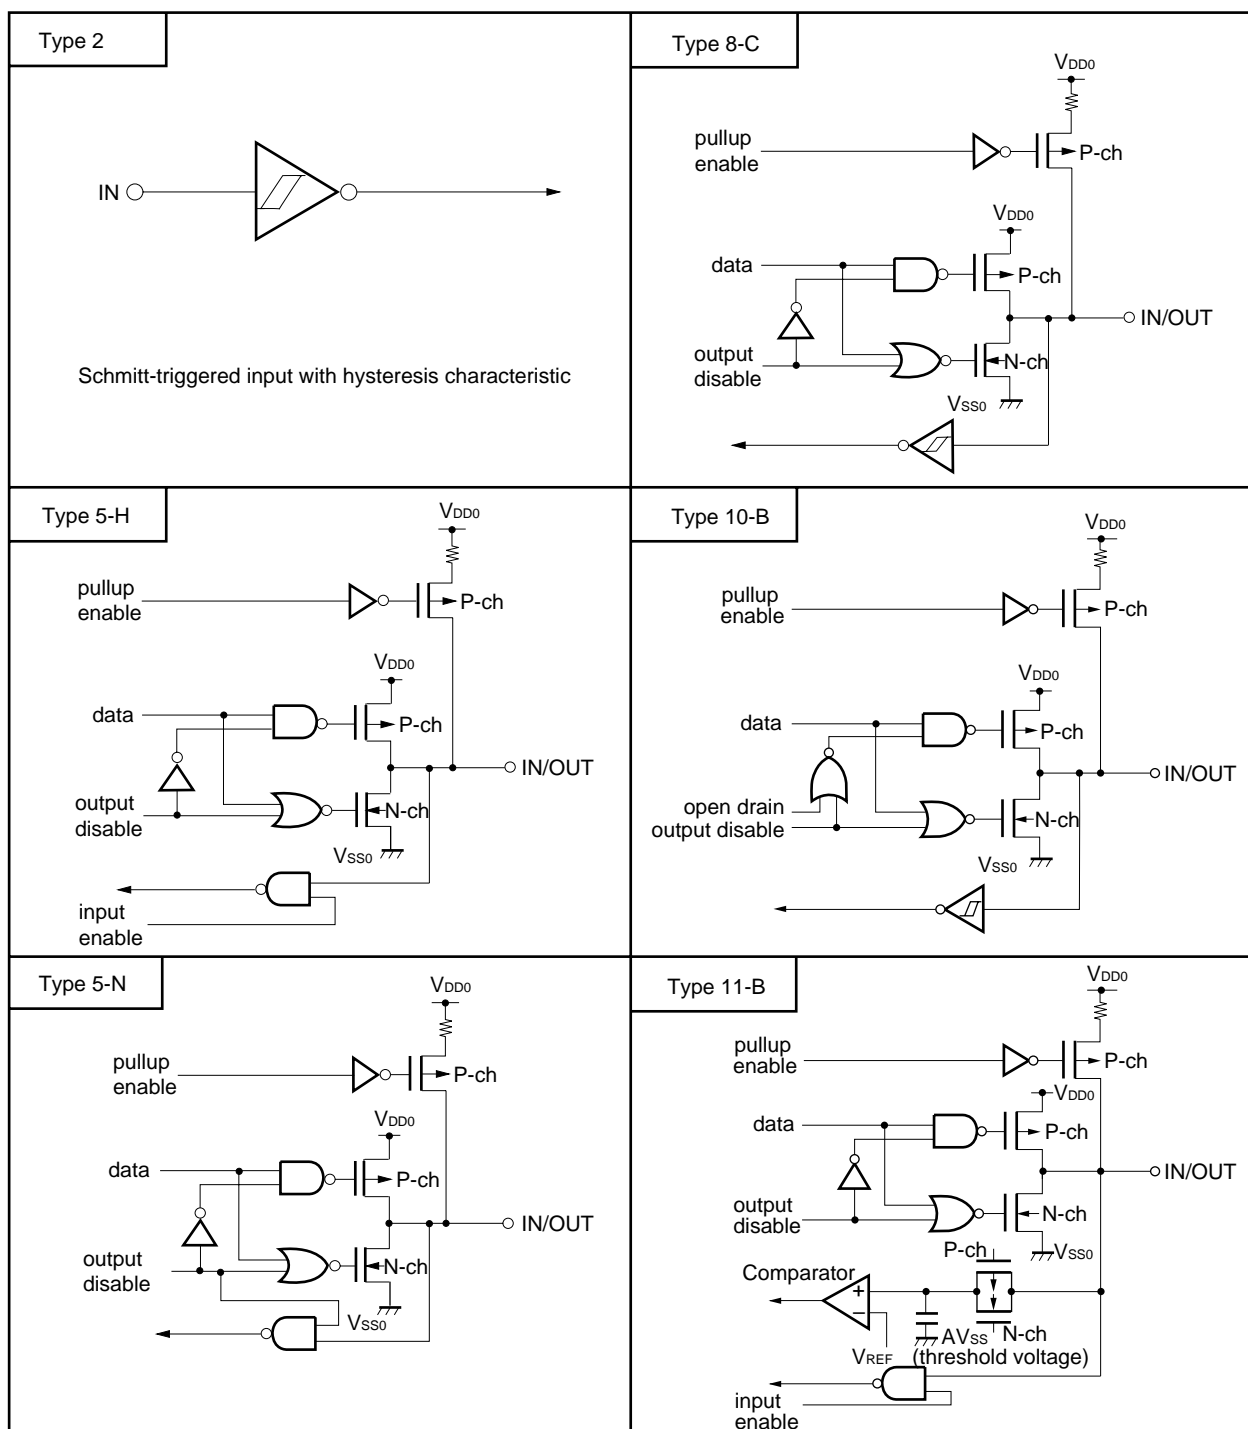 Type 2
IN
Schmitt-triggered input with hysteresis characteristic
Type 8-C
VDD0
pullup
enable
P-ch
VDD0
data
P-ch
IN/OUT
output
disable
N-ch
VSS0
Type 5-H
VDD0
pullup
enable
P-ch
VDD0
data
P-ch
IN/OUT
output
disable
N-ch
VSS0
input
enable
Type 10-B
VDD0
pullup
enable
P-ch
VDD0
data
P-ch
IN/OUT
open drain
output disable
N-ch
VSS0
Type 5-N
VDD0
pullup
enable
P-ch
VDD0
data
P-ch
IN/OUT
output
disable
N-ch
VSS0
Type 11-B
VDD0
pullup
enable
P-ch
VDD0
data
P-ch
IN/OUT
output
disable
N-ch
VSS0
P-ch
Comparator
+
−
AVSS
N-ch
VREF
(threshold voltage)
input
enable